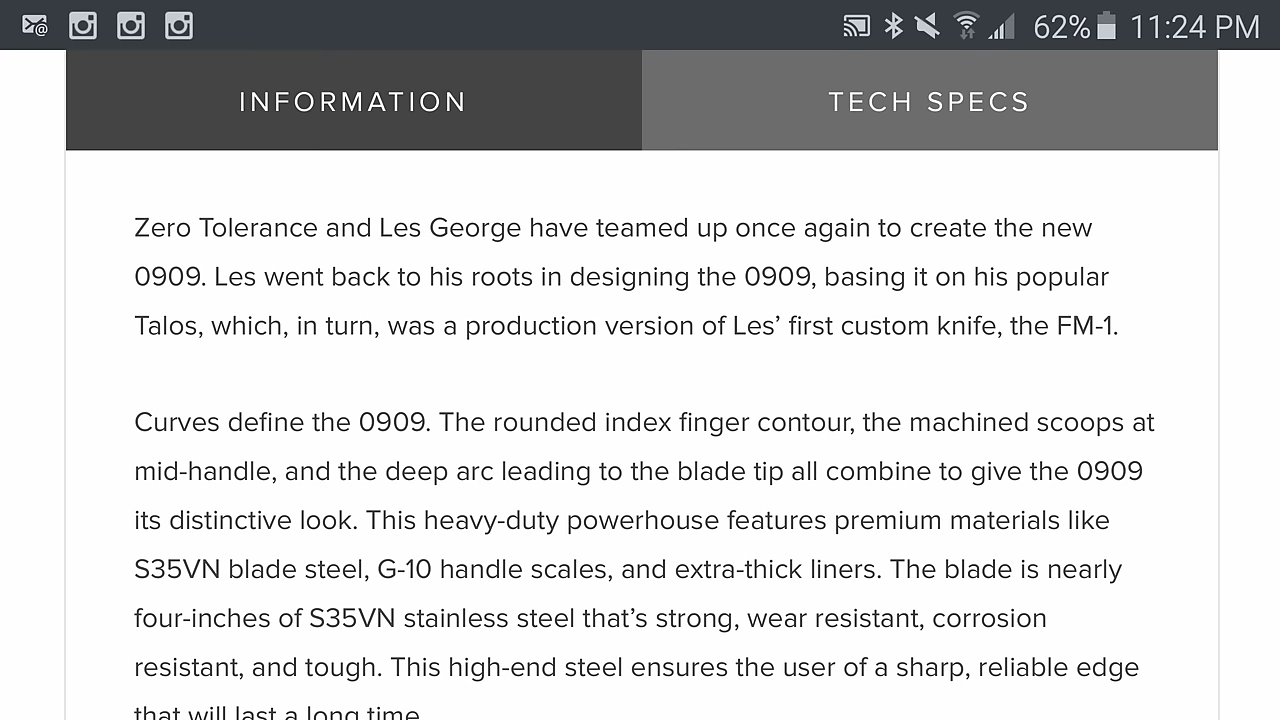 62% 11:24 PM
INFORMATION
TECH SPECS
Zero Tolerance and Les George have teamed up once again to create the new
0909. Les went back to his roots in designing the 0909, basing it on his popular
Talos, which, in turn, was a production version of Les’ first custom knife, the FM-1.
Curves define the 0909. The rounded index finger contour, the machined scoops at
mid-handle, and the deep arc leading to the blade tip all combine to give the 0909
its distinctive look. This heavy-duty powerhouse features premium materials like
S35VN blade steel, G-10 handle scales, and extra-thick liners. The blade is nearly
four-inches of S35VN stainless steel that’s strong, wear resistant, corrosion
resistant, and tough. This high-end steel ensures the user of a sharp, reliable edge
that will last a long time.